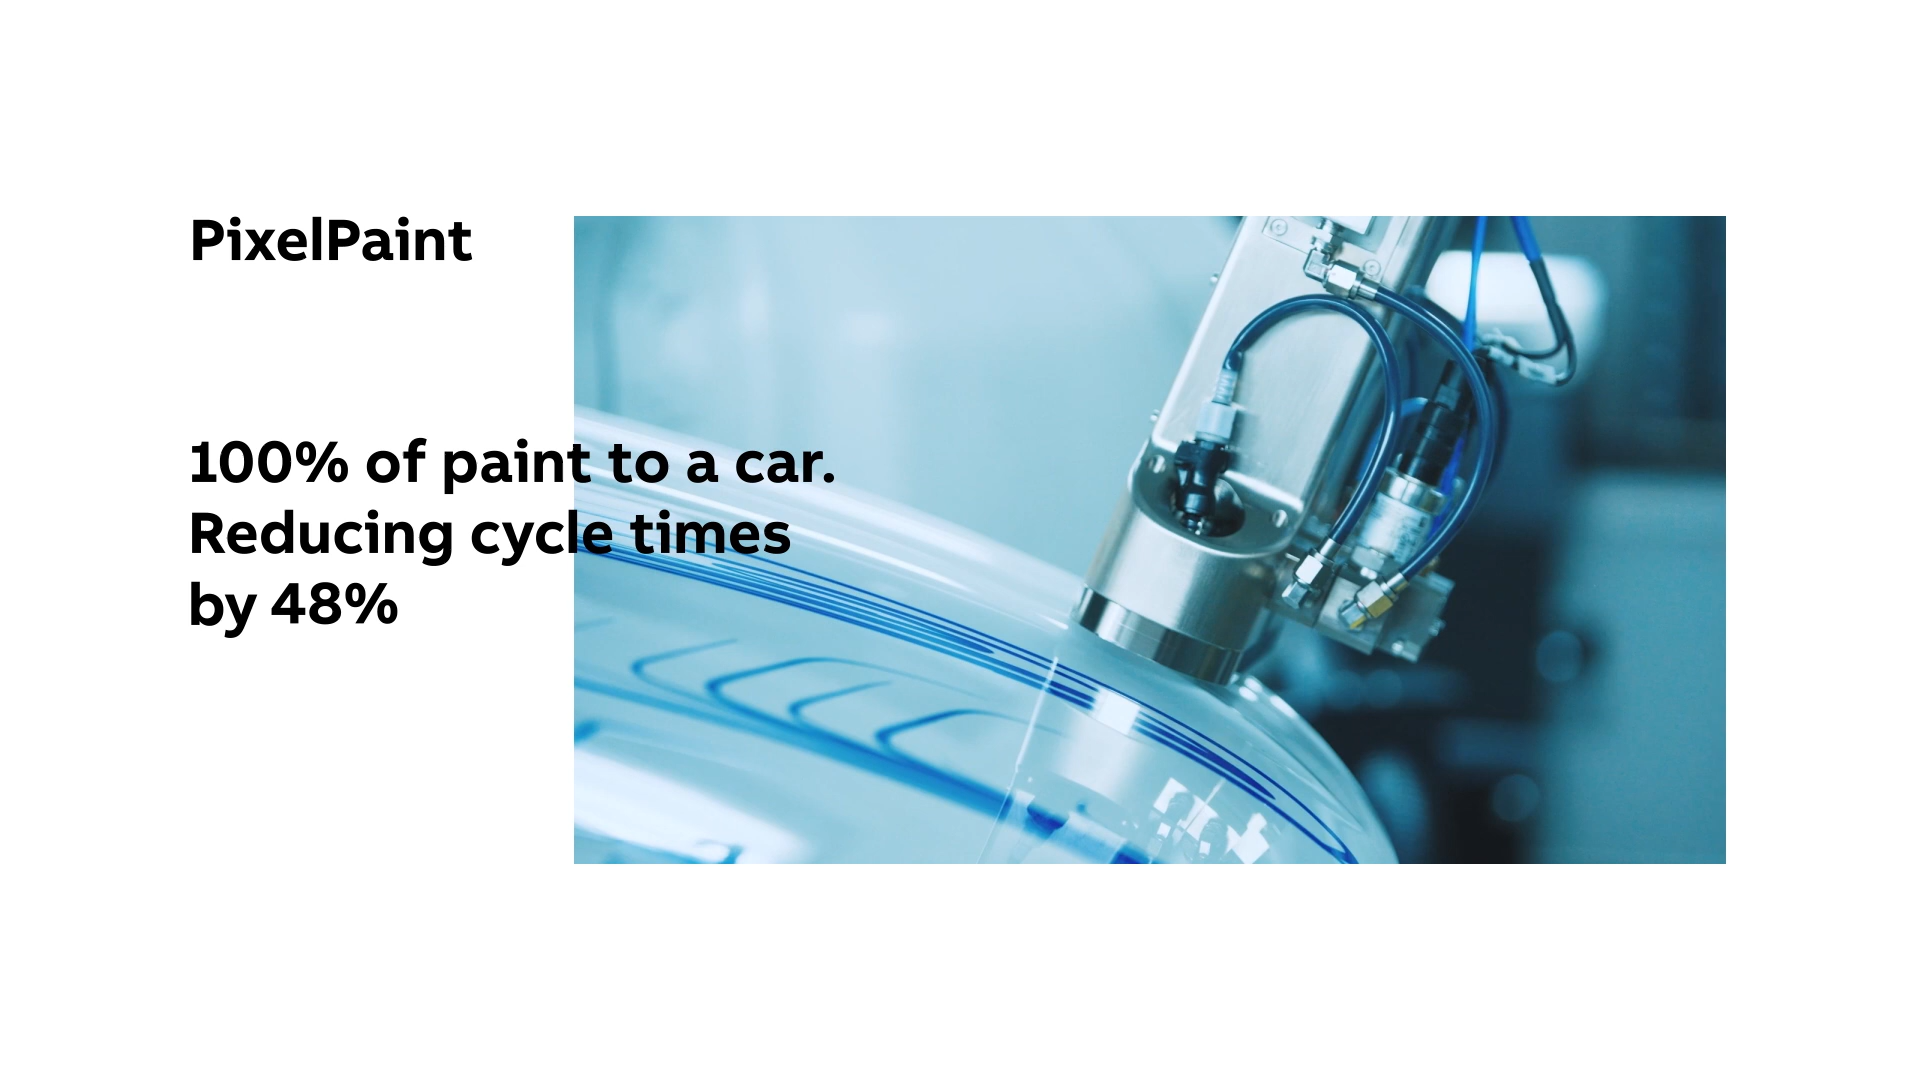 PixelPaint
100% of paint to a car.
Reducing cycle times
by 48%